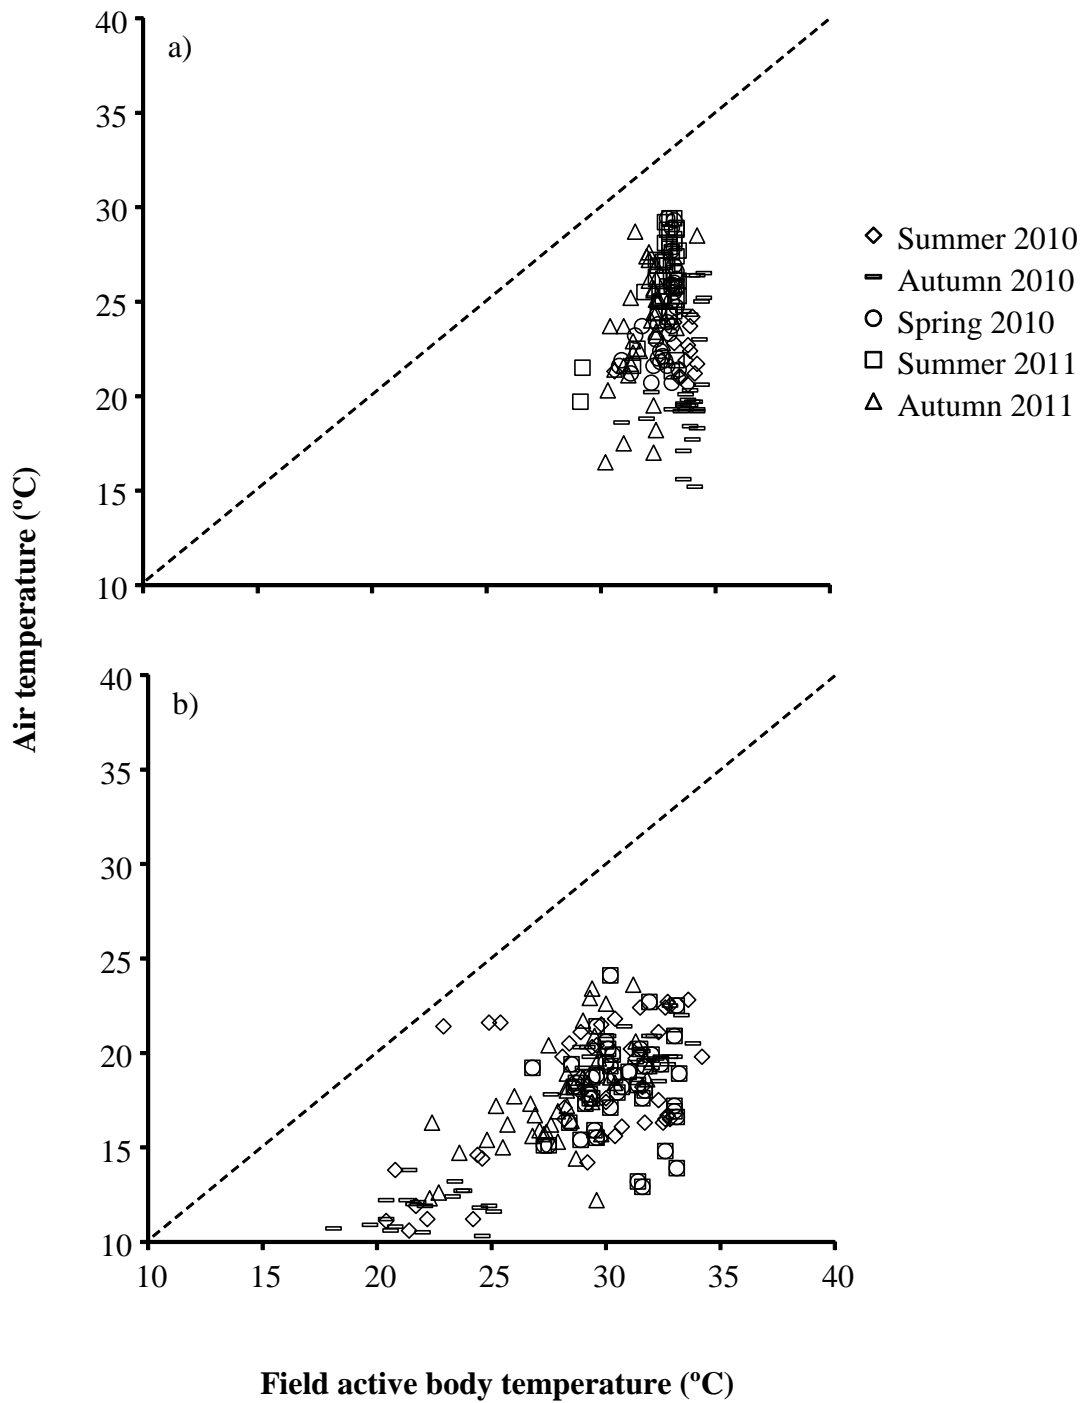 40
a)
35
30
25
20
15
10
Summer 2010
Autumn 2010
Spring 2010
Summer 2011
Autumn 2011
Air temperature (ºC)
40
b)
35
30
25
20
15
10
10 15 20 25 30 35 40
Field active body temperature (ºC)